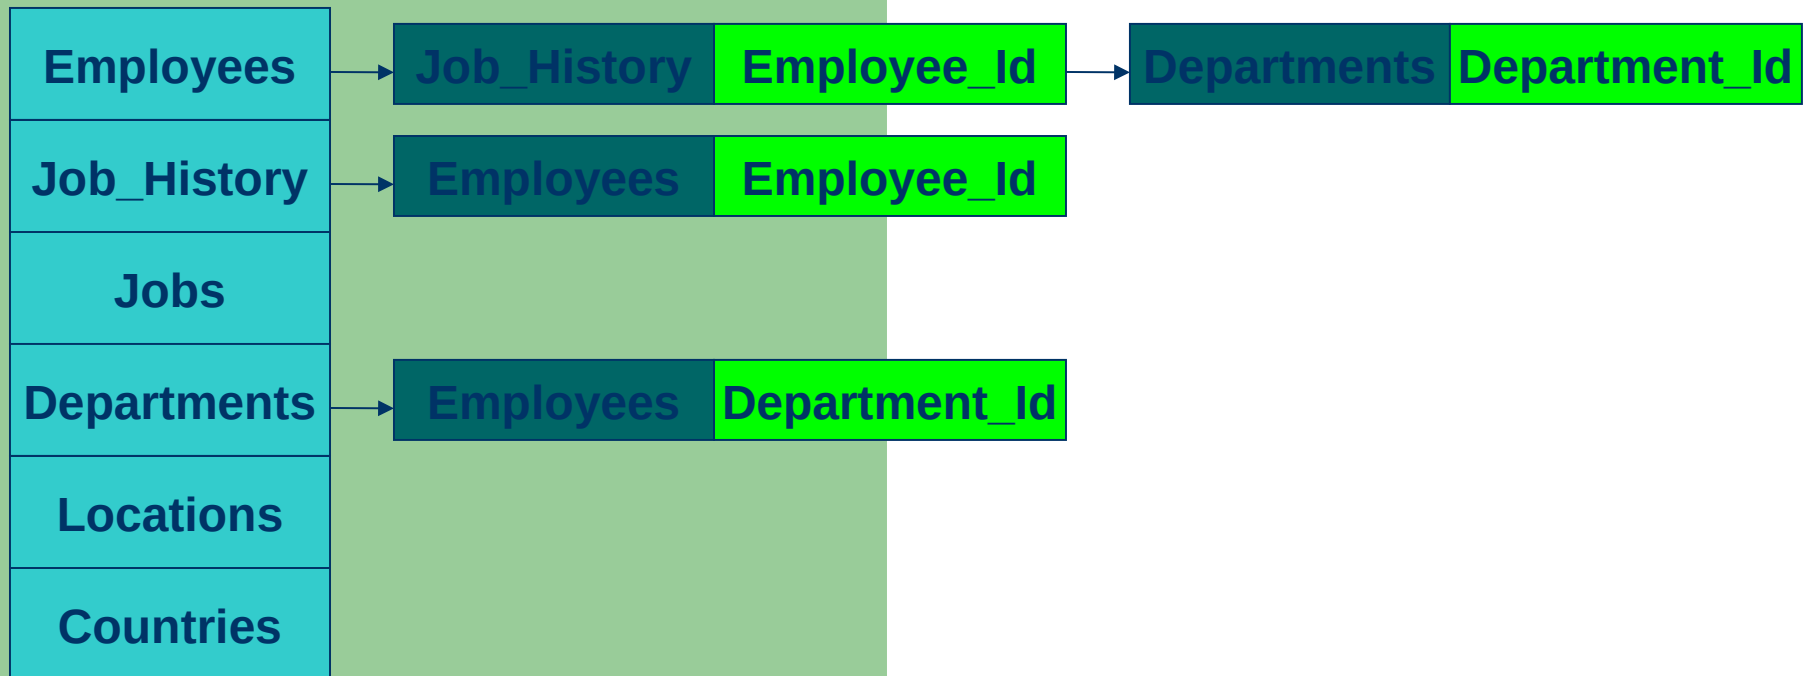 Employees Job_History Employee_Id Departments Department_Id
Job_History Employees Employee_Id
Jobs
Departments Employees Department_Id
Locations
Countries